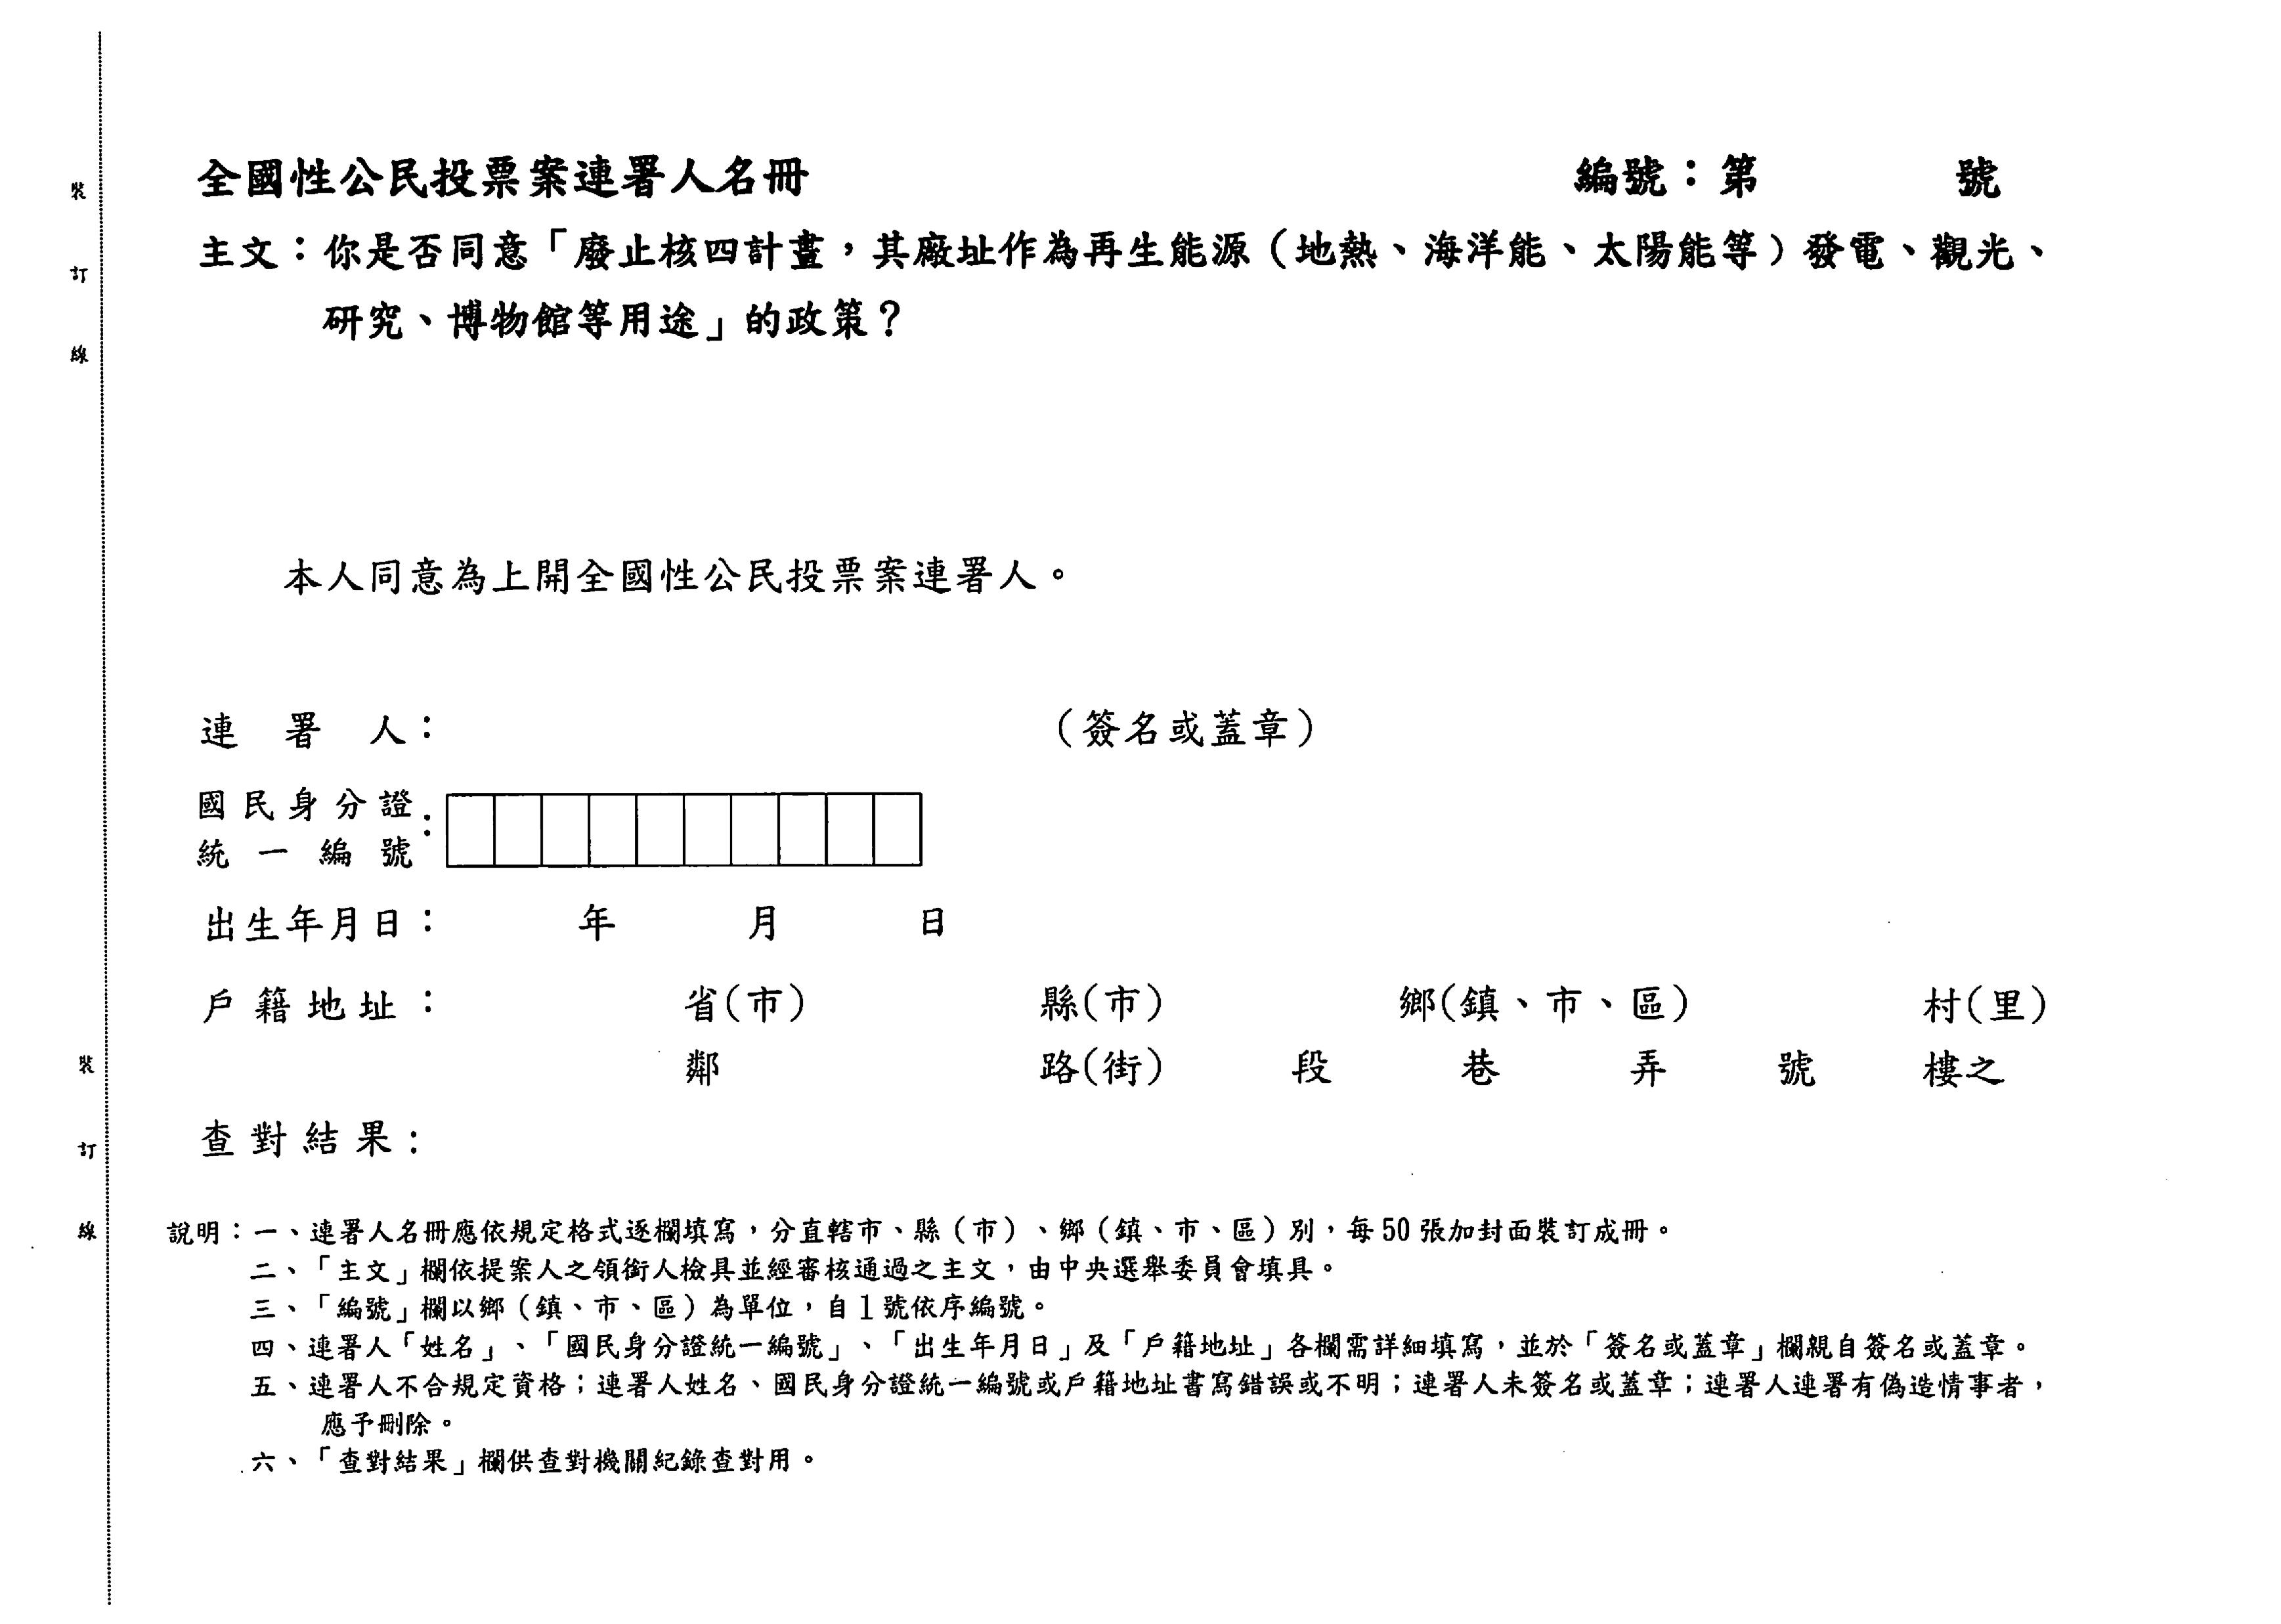 全國性公民投票案連署人名冊 編號：第 號
主文：你是否同意「廢止核四計畫，其廠址作為再生能源（地熱、海洋能、太陽能等）發電、觀光、
研究、博物館等用途」的政策？
本人同意為上開全國性公民投票案連署人。
連署人： （簽名或蓋章）
國民身分證
統一編號：
出生年月日： 年 月 日
戶籍地址： 省(市) 縣(市) 鄉(鎮、市、區) 村(里)
鄰 路(街) 段 巷 弄 號 樓之
查對結果：
說明：一、連署人名冊應依規定格式逐欄填寫，分直轄市、縣（市）、鄉（鎮、市、區）別，每50張加封面裝訂成冊。
二、「主文」欄依提案人之領銜人檢具並經審核通過之主文，由中央選舉委員會填具。
三、「編號」欄以鄉（鎮、市、區）為單位，自1號依序編號。
四、連署人「姓名」、「國民身分證統一編號」、「出生年月日」及「戶籍地址」各欄需詳細填寫，並於「簽名或蓋章」欄親自簽名或蓋章。
五、連署人不合規定資格；連署人姓名、國民身分證統一編號或戶籍地址書寫錯誤或不明；連署人未簽名或蓋章；連署人連署有偽造情事者，
應予刪除。
六、「查對結果」欄供查對機關紀錄查對用。
裝
訂
線
裝
訂
線